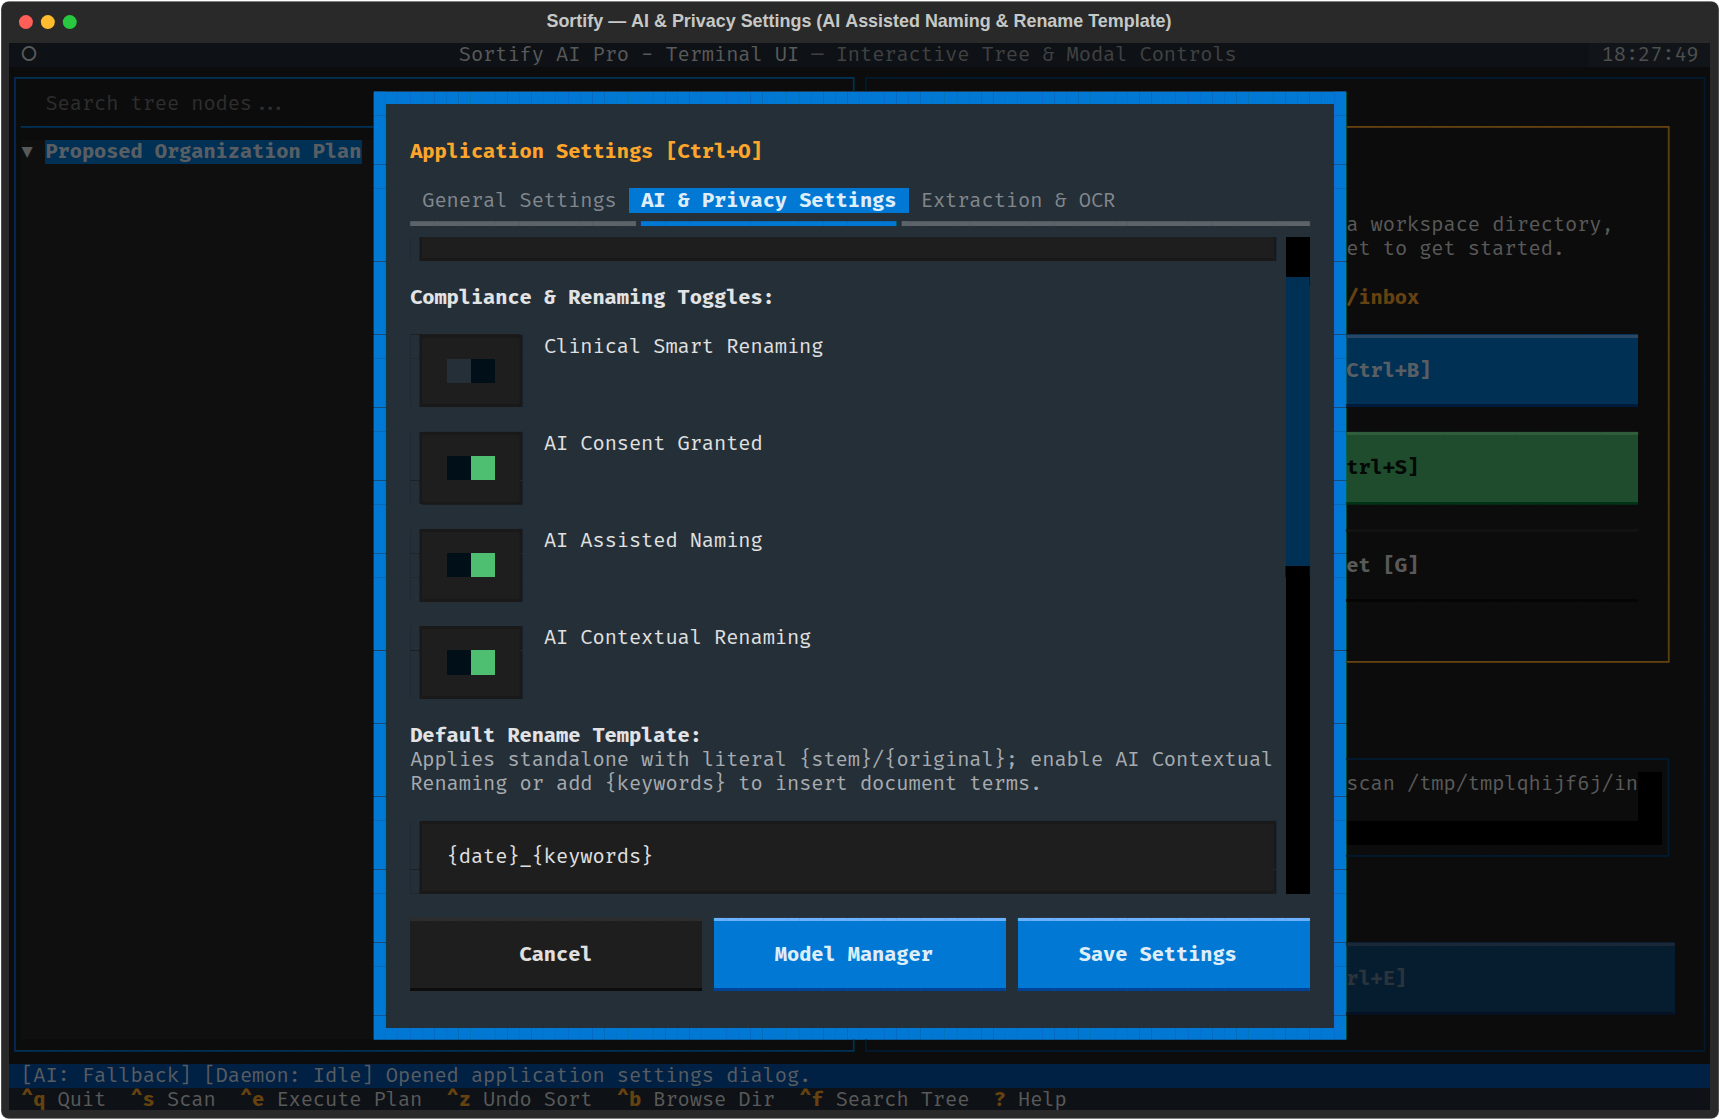 Sortify — AI & Privacy Settings (AI Assisted Naming & Rename Template)
Sortify AI Pro - Terminal UI — Interactive Tree & Modal Controls
18:27:49
Search tree nodes...
▼ Proposed Organization Plan
Application Settings [Ctrl+O]
General Settings
AI & Privacy Settings
Extraction & OCR
Compliance & Renaming Toggles:
Clinical Smart Renaming
AI Consent Granted
AI Assisted Naming
AI Contextual Renaming
Default Rename Template:
Applies standalone with literal {stem}/{original}; enable AI Contextual
Renaming or add {keywords} to insert document terms.
{date}_{keywords}
Cancel
Model Manager
Save Settings
a workspace directory,
et to get started.
/inbox
Ctrl+B]
trl+S]
et [G]
scan /tmp/tmplqhijf6j/in
rl+E]
[AI: Fallback] [Daemon: Idle] Opened application settings dialog.
^q Quit ^s Scan ^e Execute Plan ^z Undo Sort ^b Browse Dir ^f Search Tree ? Help